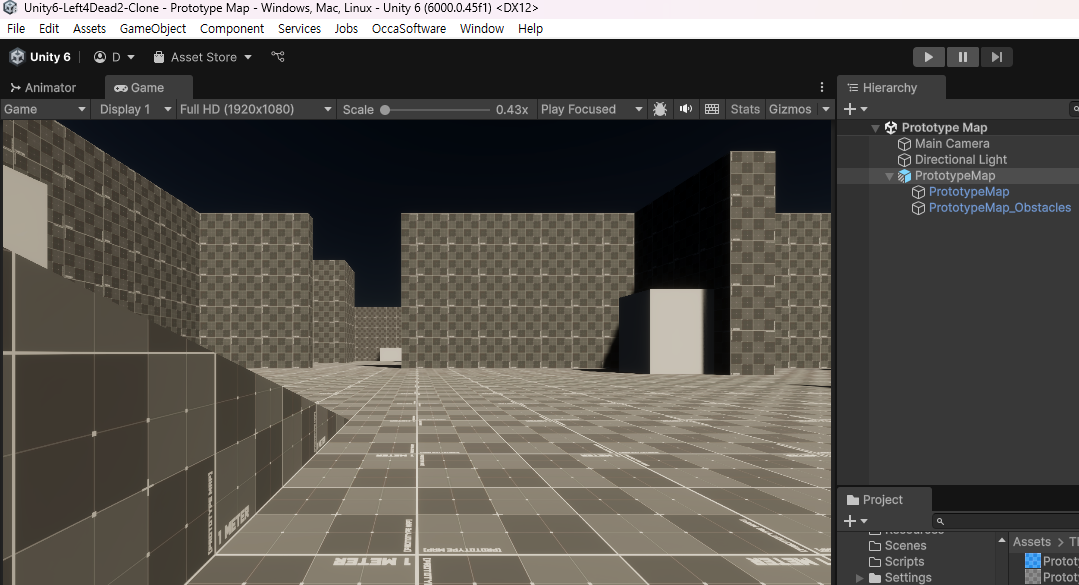 Unity6-Left4Dead2-Clone - Prototype Map - Windows, Mac, Linux - Unity 6 (6000.0.45f1) <DX12>
File Edit Assets GameObject Component Services Jobs OccaSoftware Window Help
Unity 6 D Asset Store
Animator Game Hierarchy
Game Display 1 Full HD (1920x1080) Scale 0.43x Play Focused Stats Gizmos
Prototype Map
Main Camera
Directional Light
PrototypeMap
PrototypeMap
PrototypeMap_Obstacles
Project
Resources
Scenes Assets > Th
Scripts Protot
Settings Protot
1 METER
METER 1
[PROTOTYPE MAP]